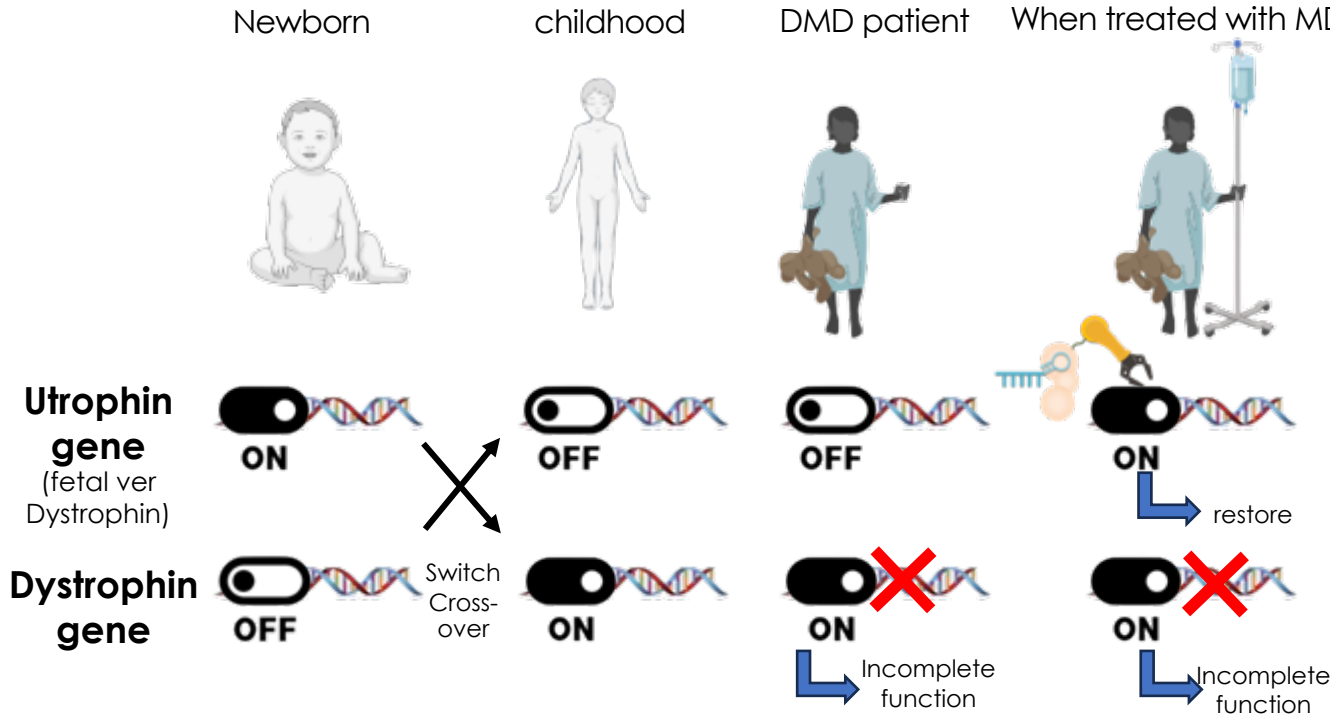 Newborn
childhood
DMD patient
When treated with MD
Utrophin
gene
(fetal ver
Dystrophin)
ON
OFF
OFF
ON
restore
Dystrophin
gene
OFF
Switch
Cross-
over
ON
ON
ON
Incomplete
function
Incomplete
function